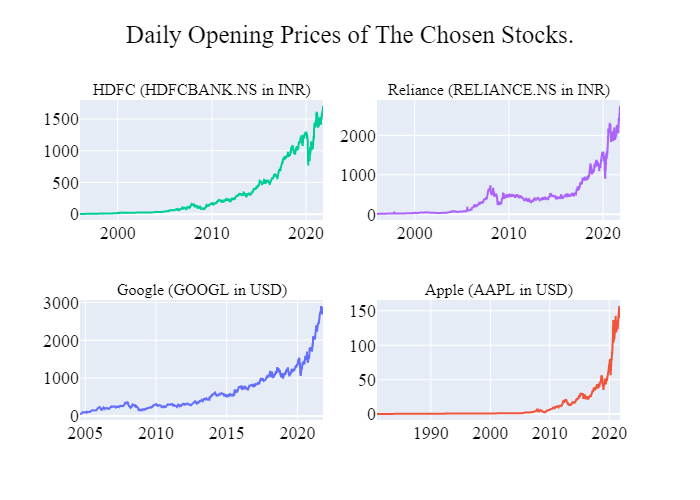 Daily Opening Prices of The Chosen Stocks.
HDFC (HDFCBANK.NS in INR)
1500
1000
500
0
2000 2010 2020
Reliance (RELIANCE.NS in INR)
2000
1000
0
2000 2010 2020
Google (GOOGL in USD)
3000
2000
1000
0
2005 2010 2015 2020
Apple (AAPL in USD)
150
100
50
0
1990 2000 2010 2020